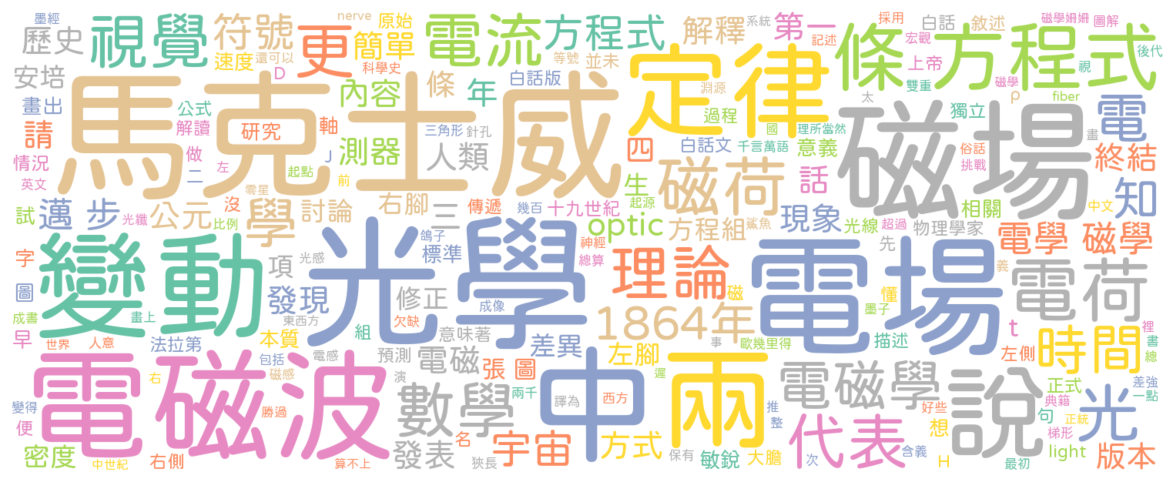 墨經 nerve 原始 採用 白話 敘述 磁學姍姍 圖解
歷史 視覺 符號 更 簡單 電流 方程式 解釋 第一 記述 宏觀 上帝 條 方程式 後代
速度 還可以 科學史 等號 並未 系統
安培 D 條 年 白話版 淵源 定律 雙重 視
畫出 公式 馬克士威 內容 過程 太 磁場 ρ fiber
請 解讀 研究 軸 測器 三角形 針孔 人類 國 理所當然 磁學 獨立 電
情況 做 左 起點 J 前 四 白話文 千言萬語 意義 畫 俗話 挑戰 終結
英文 二 零星 生 磁荷 話 知
試 邁 步 光纖 沒 公元 比例 學 討論 右腳 三 傳遞 幾百 十九世紀 起源 optic 方程組 鯊魚 現象 光線 超過 先 相關 物理學家 中文
字 變動 光感 項 光學 鴿子 標準 神經 總算 理論 電場 義 電學 磁學
圖 發現 修正 成像 磁 懂 電荷
成書 畫上 東西方 欠缺 1864年 墨子 t 裡
早 世界 人意 法拉第 本質 組 意味著 差異 左腳 事 歐幾里得 描述 左側 書 總
包括 電感 預測 電磁 張 圖 時間
電磁波 右 磁感 演 數學 兩千 中 譯為 西方 遲 兩 電磁學 推 整 好些 說 正式 典籍 差強 一點
變得 便 勝過 名 代表 想 句 正統 光 梯形
密度 中世紀 右側 算不上 發表 狹長 宇宙 方式 保有 敏銳 大膽 次 含義 H 最初 light 版本